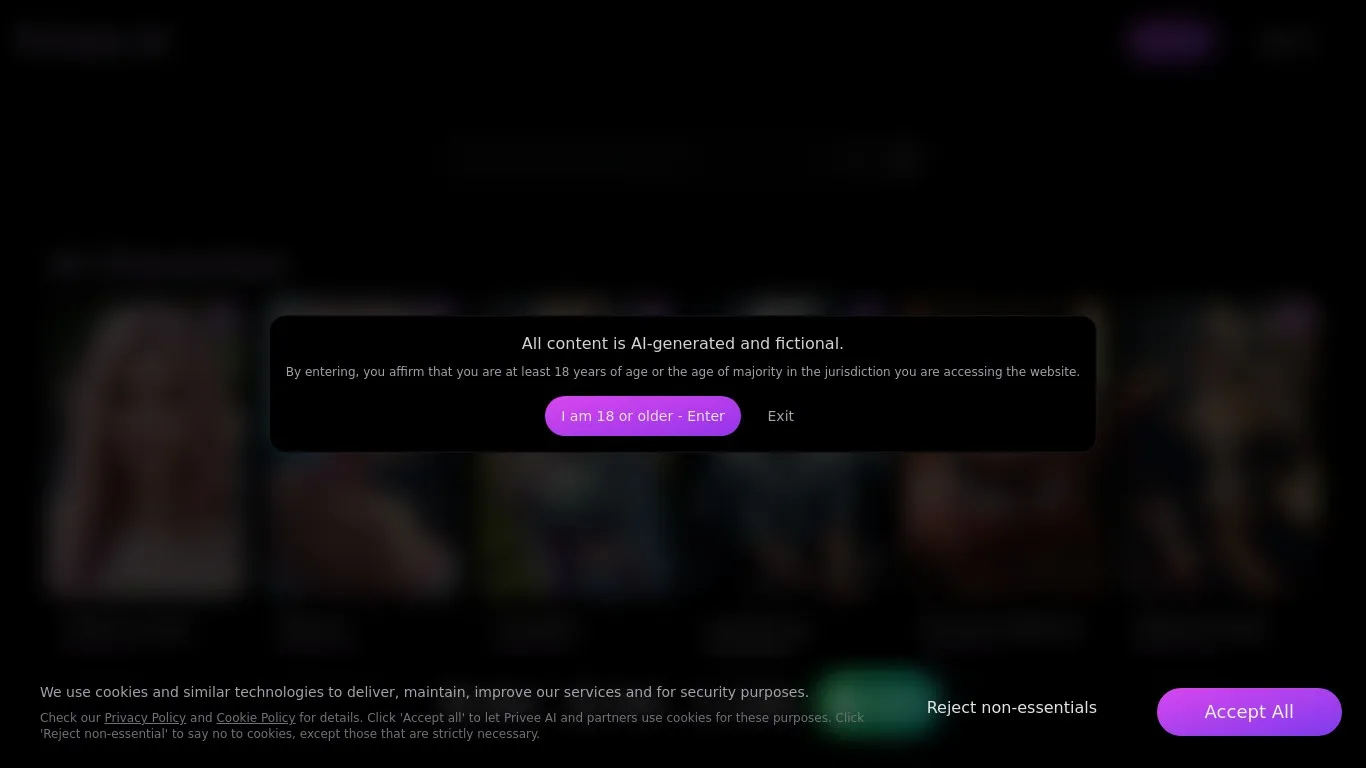 All content is AI-generated and fictional.
By entering, you affirm that you are at least 18 years of age or the age of majority in the jurisdiction you are accessing the website.
I am 18 or older - Enter
Exit
We use cookies and similar technologies to deliver, maintain, improve our services and for security purposes.
Check our Privacy Policy and Cookie Policy for details. Click 'Accept all' to let Privee AI and partners use cookies for these purposes. Click
'Reject non-essential' to say no to cookies, except those that are strictly necessary.
Reject non-essentials
Accept All